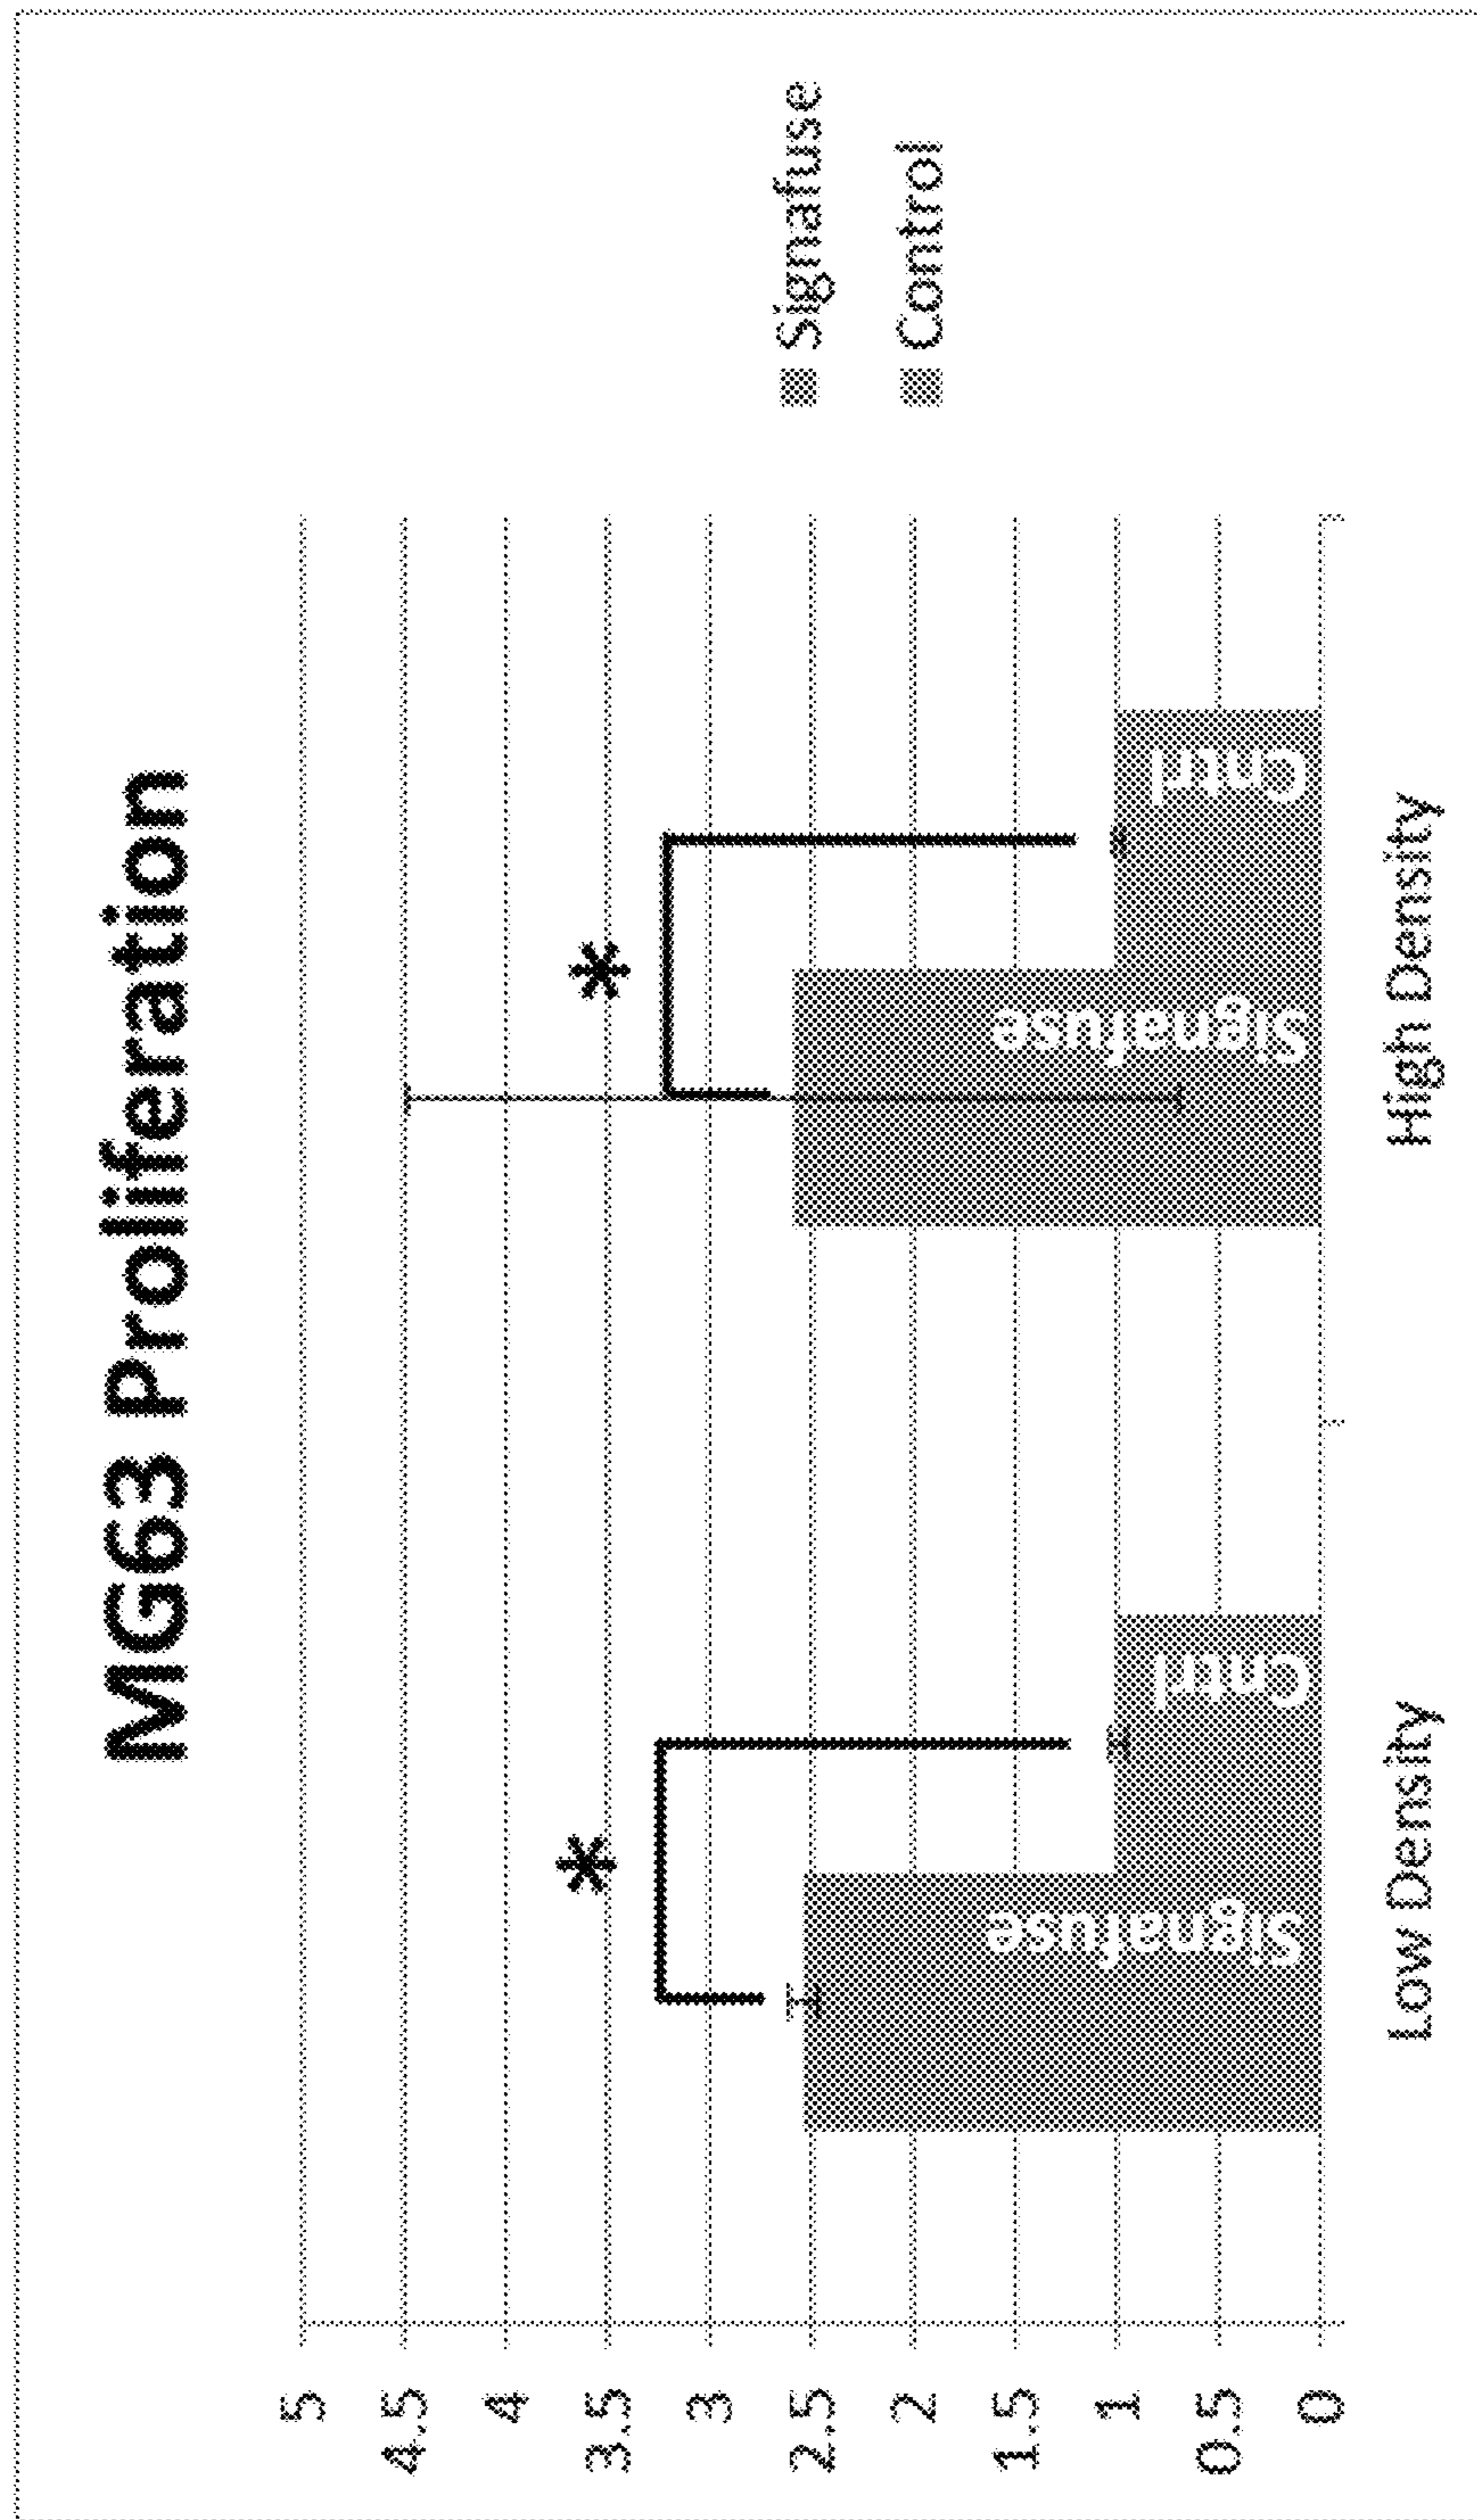 MG63 Proliferation
5
4.5
4
3.5
3
2.5
2
1.5
1
0.5
0
*
*
Signafuse
Cntrl
Signafuse
Cntrl
Low Density
High Density
Signafuse
Control